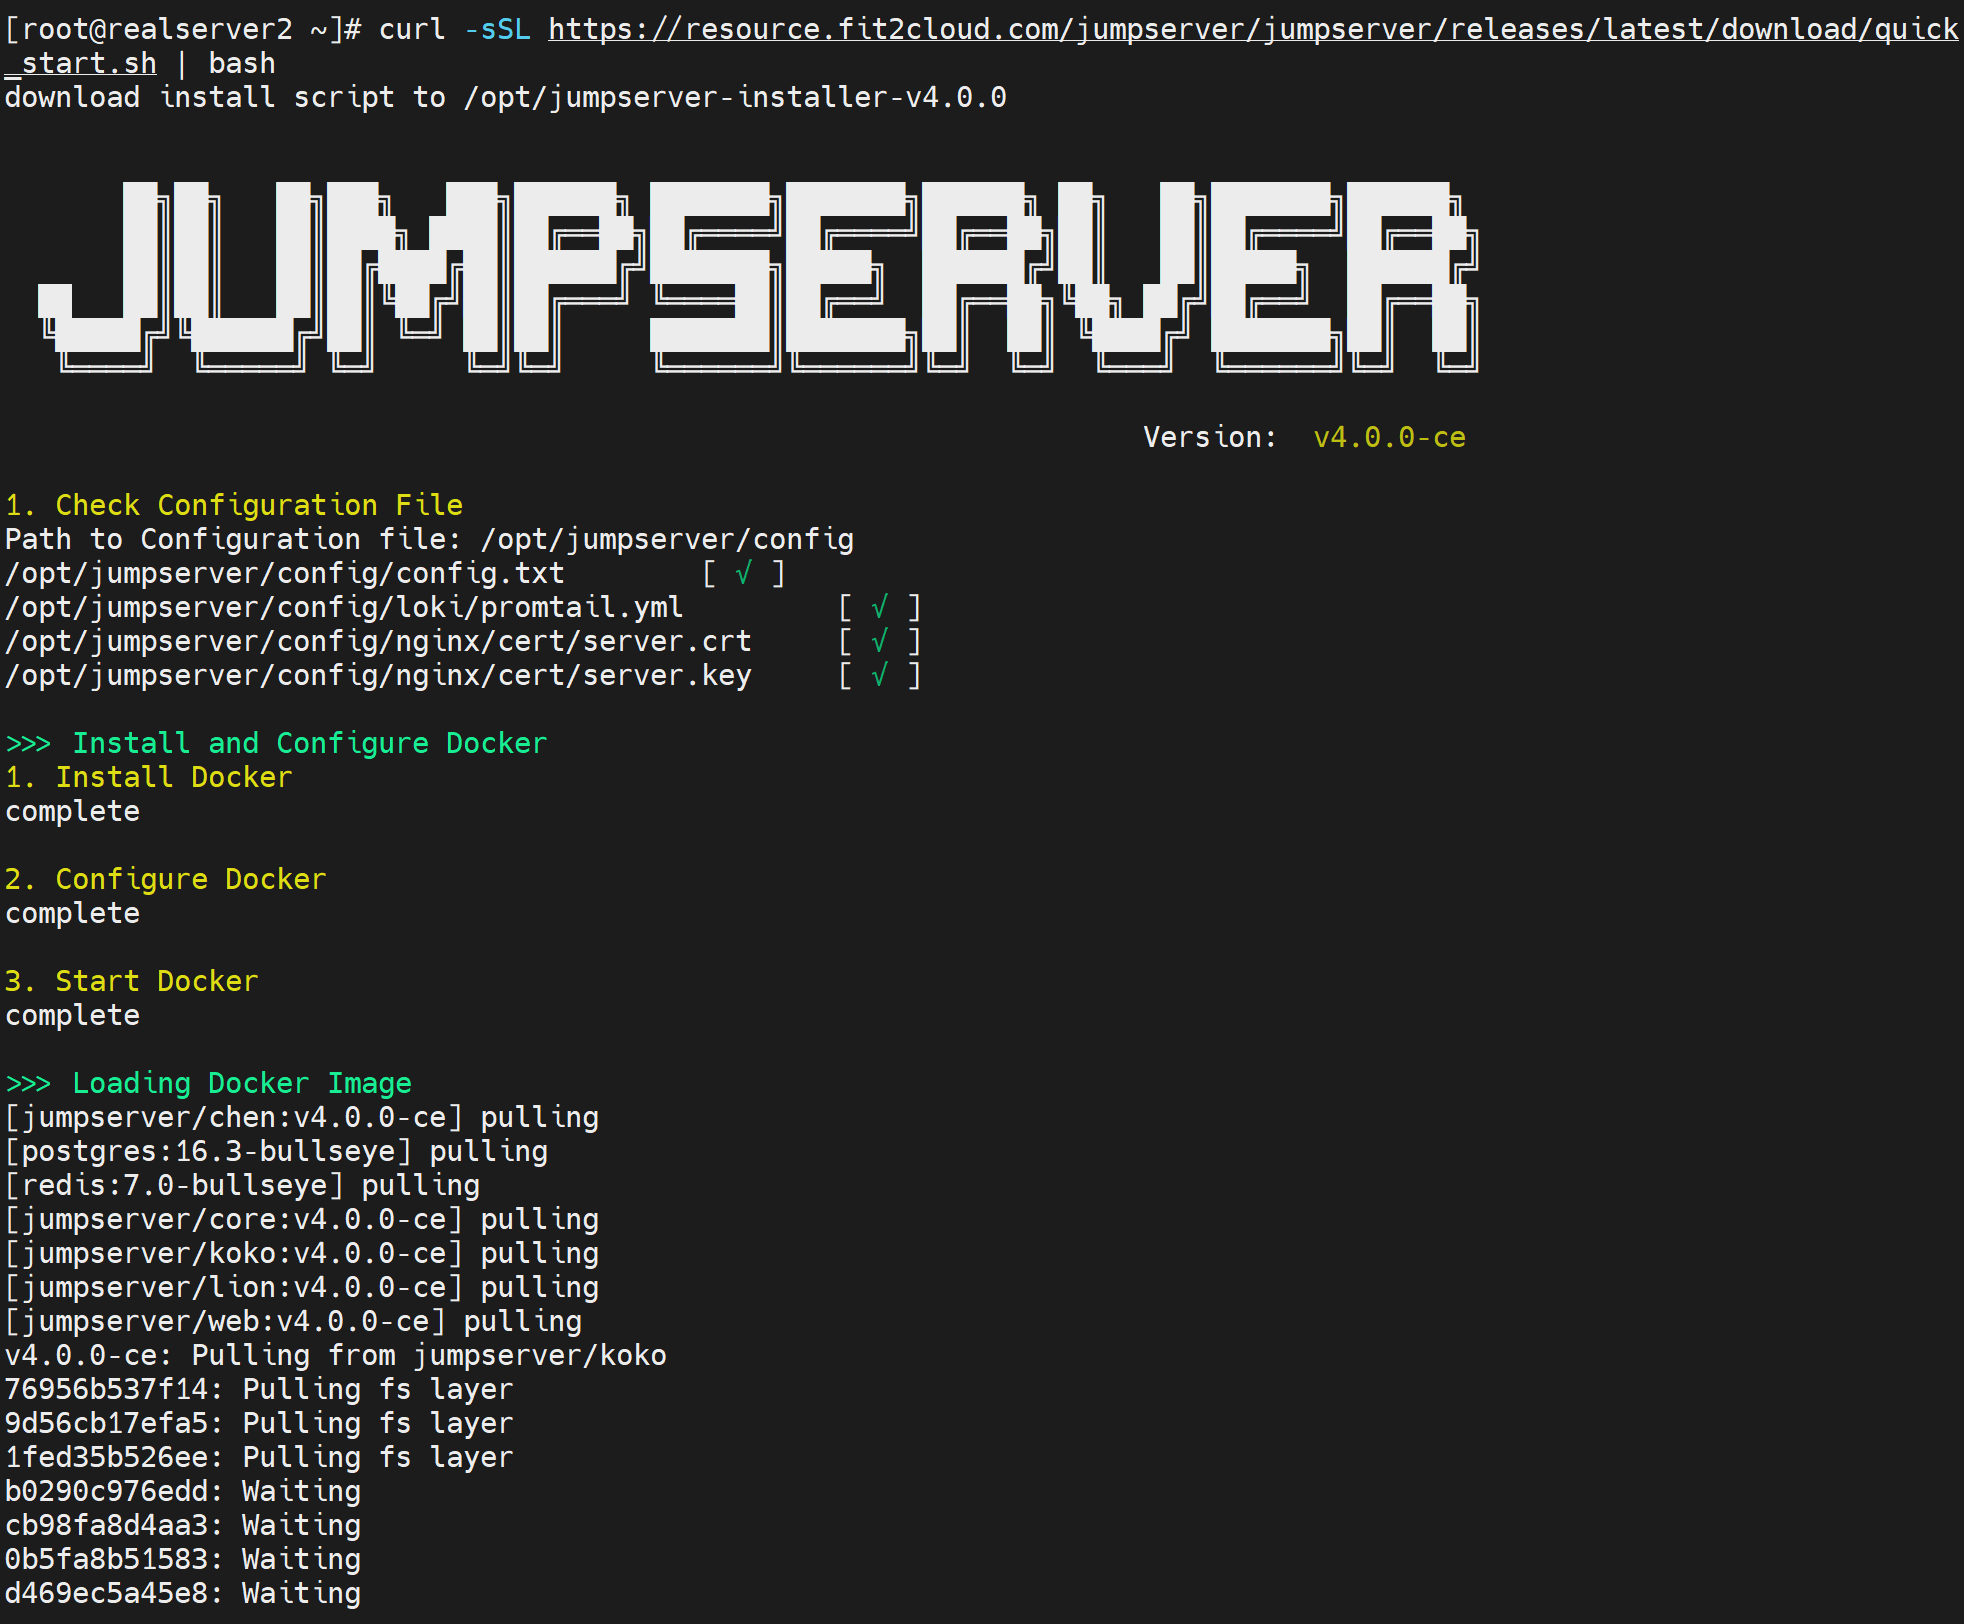 [root@realserver2 ~]# curl -sSL https://resource.fit2cloud.com/jumpserver/jumpserver/releases/latest/download/quick
_start.sh | bash
download install script to /opt/jumpserver-installer-v4.0.0
JUMPSERVER
Version:  v4.0.0-ce
1. Check Configuration File
Path to Configuration file: /opt/jumpserver/config
/opt/jumpserver/config/config.txt        [ √ ]
/opt/jumpserver/config/loki/promtail.yml         [ √ ]
/opt/jumpserver/config/nginx/cert/server.crt     [ √ ]
/opt/jumpserver/config/nginx/cert/server.key     [ √ ]
>>> Install and Configure Docker
1. Install Docker
complete
2. Configure Docker
complete
3. Start Docker
complete
>>> Loading Docker Image
[jumpserver/chen:v4.0.0-ce] pulling
[postgres:16.3-bullseye] pulling
[redis:7.0-bullseye] pulling
[jumpserver/core:v4.0.0-ce] pulling
[jumpserver/koko:v4.0.0-ce] pulling
[jumpserver/lion:v4.0.0-ce] pulling
[jumpserver/web:v4.0.0-ce] pulling
v4.0.0-ce: Pulling from jumpserver/koko
76956b537f14: Pulling fs layer
9d56cb17efa5: Pulling fs layer
1fed35b526ee: Pulling fs layer
b0290c976edd: Waiting
cb98fa8d4aa3: Waiting
0b5fa8b51583: Waiting
d469ec5a45e8: Waiting